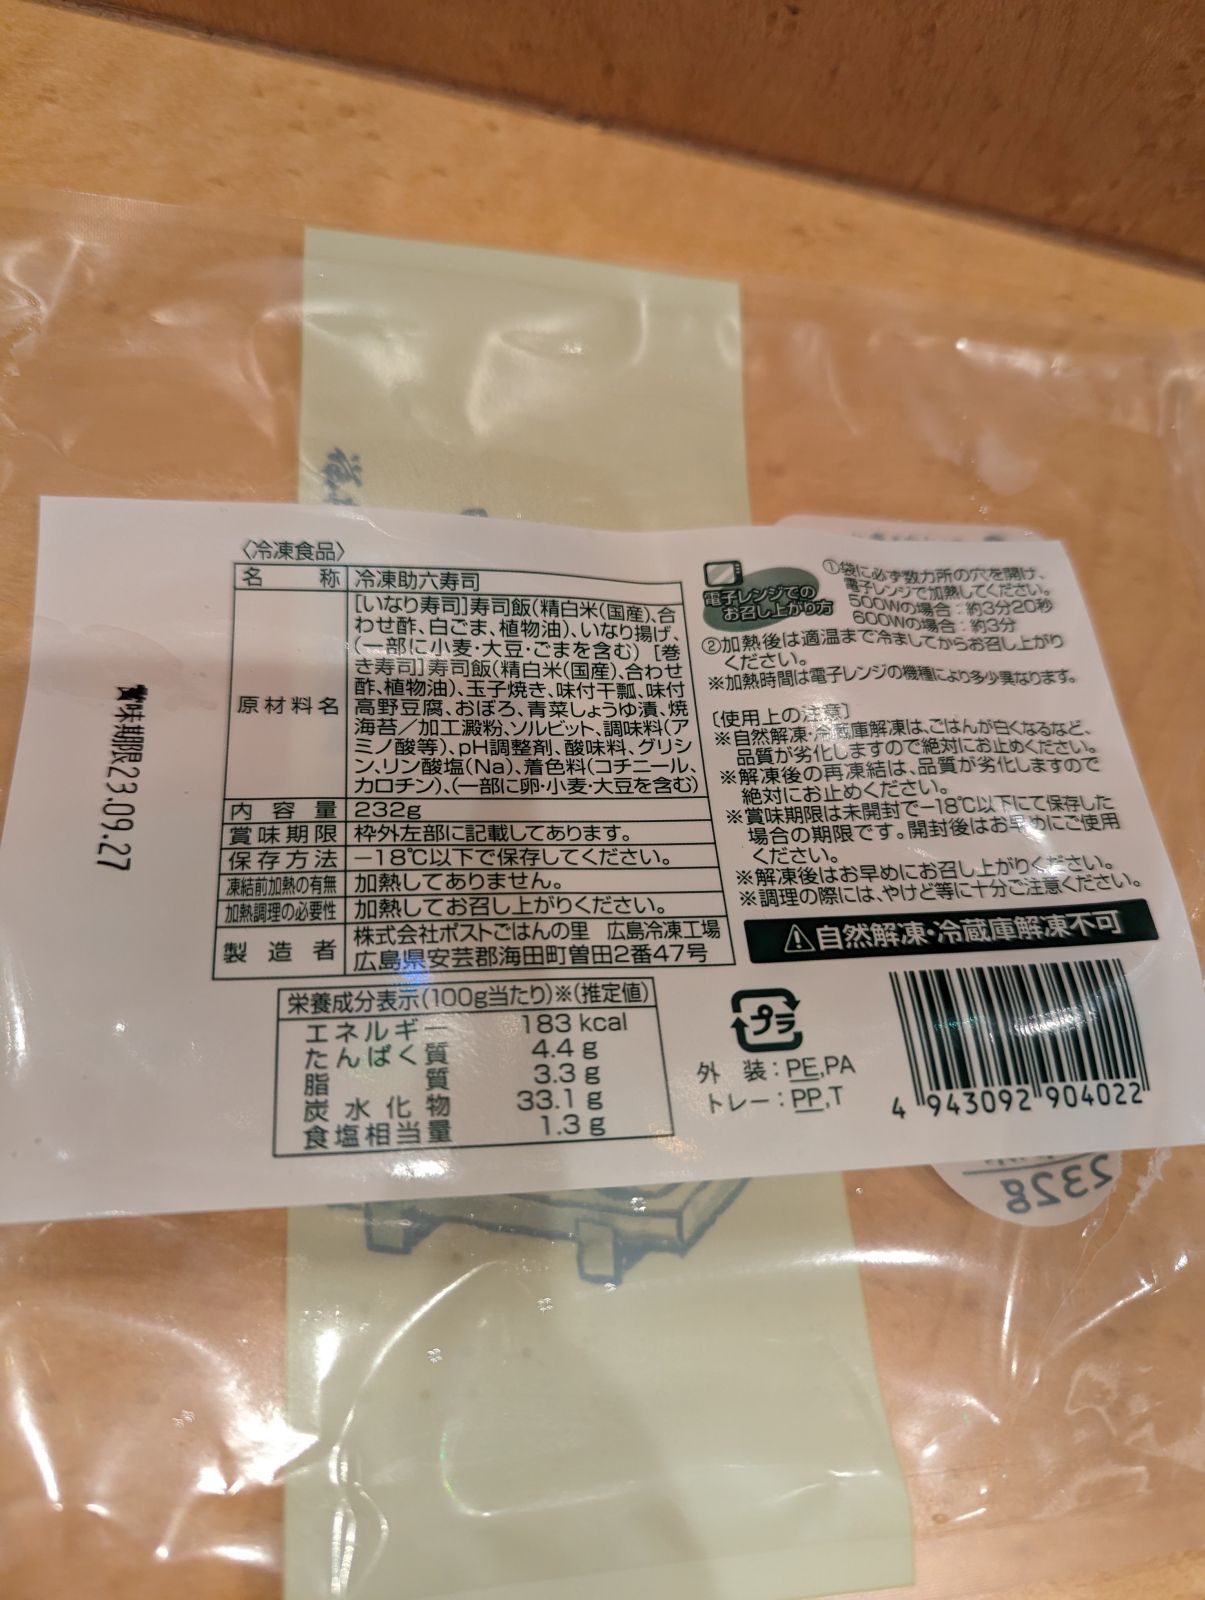 〈冷凍食品〉
名 称 冷凍助六寿司
原材料名
[いなり寿司]寿司飯(精白米(国産)、合
わせ酢、白ごま、植物油)、いなり揚げ、
(一部に小麦・大豆・ごまを含む) [巻
き寿司]寿司飯(精白米(国産)、合わせ
酢、植物油)、玉子焼き、味付干瓢、味付
高野豆腐、おぼろ、青菜しょうゆ漬、焼
海苔/加工澱粉、ソルビット、調味料(ア
ミノ酸等)、pH調整剤、酸味料、グリシ
ン、リン酸塩(Na)、着色料(コチニール、
カロチン)、(一部に卵・小麦・大豆を含む)
内容量 232g
賞味期限 枠外左部に記載してあります。
保存方法 -18℃以下で保存してください。
凍結前加熱の有無 加熱してありません。
加熱調理の必要性 加熱してお召し上がりください。
製造者 株式会社ポストごはんの里 広島冷凍工場
広島県安芸郡海田町曽田2番47号
栄養成分表示(100g当たり)※(推定値)
エネルギー 183 kcal
たんぱく質 4.4 g
脂質 3.3 g
炭水化物 33.1 g
食塩相当量 1.3 g
賞味期限23.09.27
電子レンジでの
お召し上がり方
①袋に必ず数カ所の穴を開け、
電子レンジで加熱してください。
500Wの場合：約3分20秒
600Wの場合：約3分
②加熱後は適温まで冷ましてからお召し上がり
ください。
※加熱時間は電子レンジの機種により多少異なります。
〔使用上の注意〕
※自然解凍・冷蔵庫解凍は、ごはんが白くなるなど、
品質が劣化しますので絶対にお止めください。
※解凍後の再凍結は、品質が劣化しますので
絶対にお止めください。
※賞味期限は未開封で-18℃以下にて保存した
場合の期限です。開封後はお早めにご使用
ください。
※解凍後はお早めにお召し上がりください。
※調理の際には、やけど等に十分ご注意ください。
自然解凍・冷蔵庫解凍不可
プラ
外 装：PE,PA
トレー：PP,T
4 943092 904022
232g